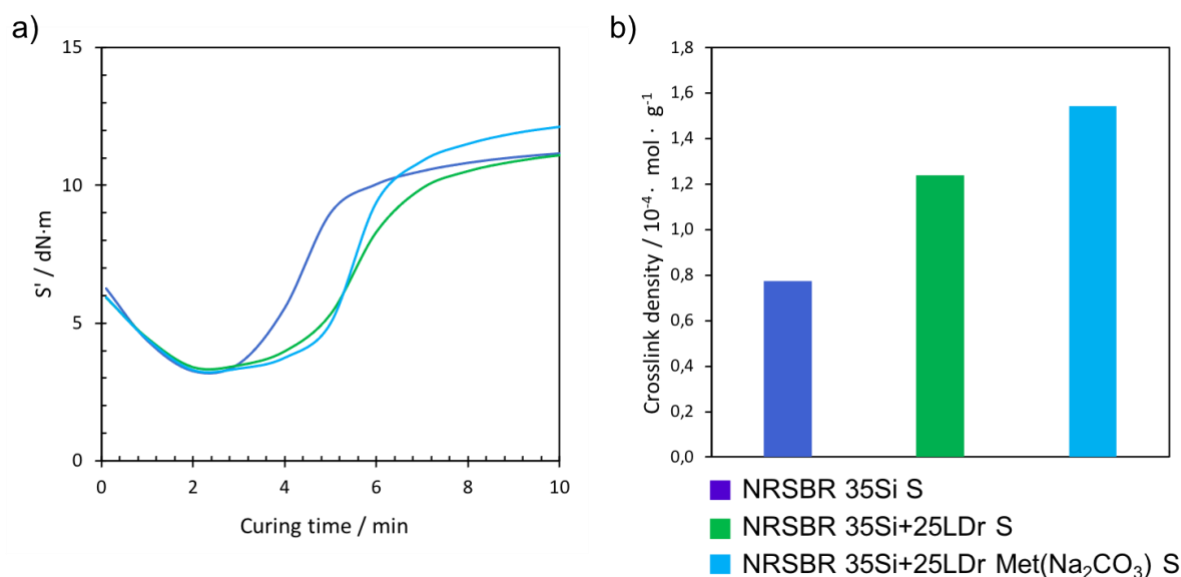 a)
15
10
5
0
S' / dN·m
0 2 4 6 8 10
Curing time / min
b)
1,8
1,6
1,4
1,2
1,0
0,8
0,6
0,4
0,2
0,0
Crosslink density / 10⁻⁴· mol · g⁻¹
NRSBR 35Si S
NRSBR 35Si+25LDr S
NRSBR 35Si+25LDr Met(Na₂CO₃) S